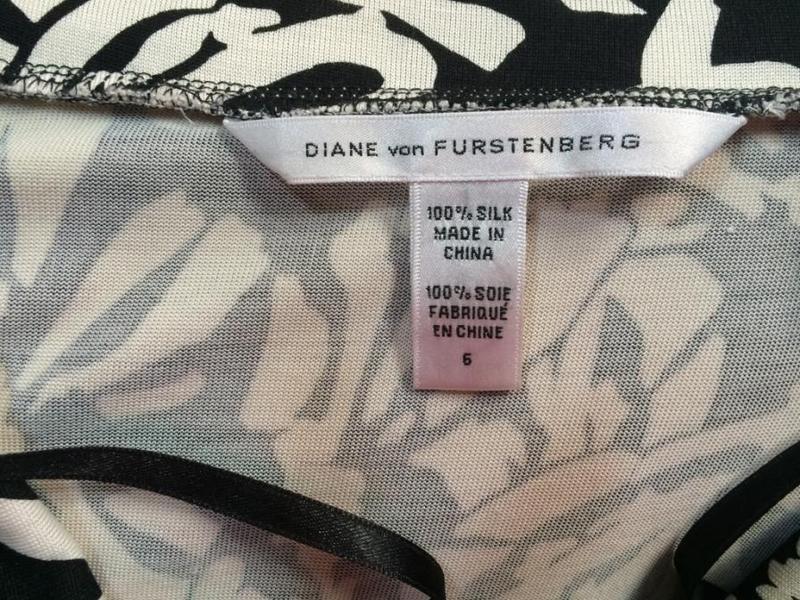 DIANE von FURSTENBERG
100% SILK
MADE IN
CHINA
100% SOIE
FABRIQUÉ
EN CHINE
6